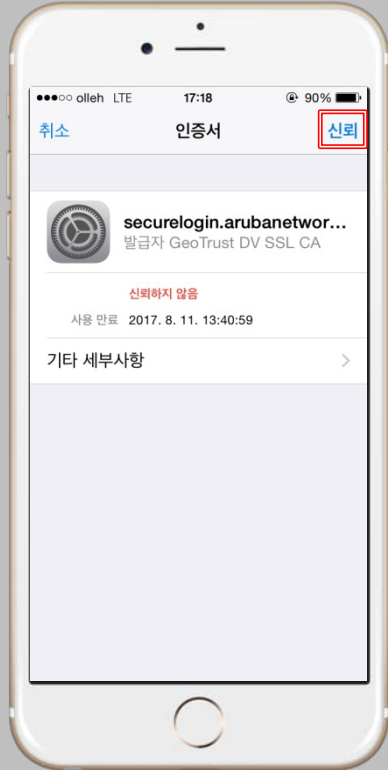 olleh LTE 17:18 90%
취소 인증서 신뢰
securelogin.arubanetwor...
발급자 GeoTrust DV SSL CA
신뢰하지 않음
사용 만료 2017. 8. 11. 13:40:59
기타 세부사항